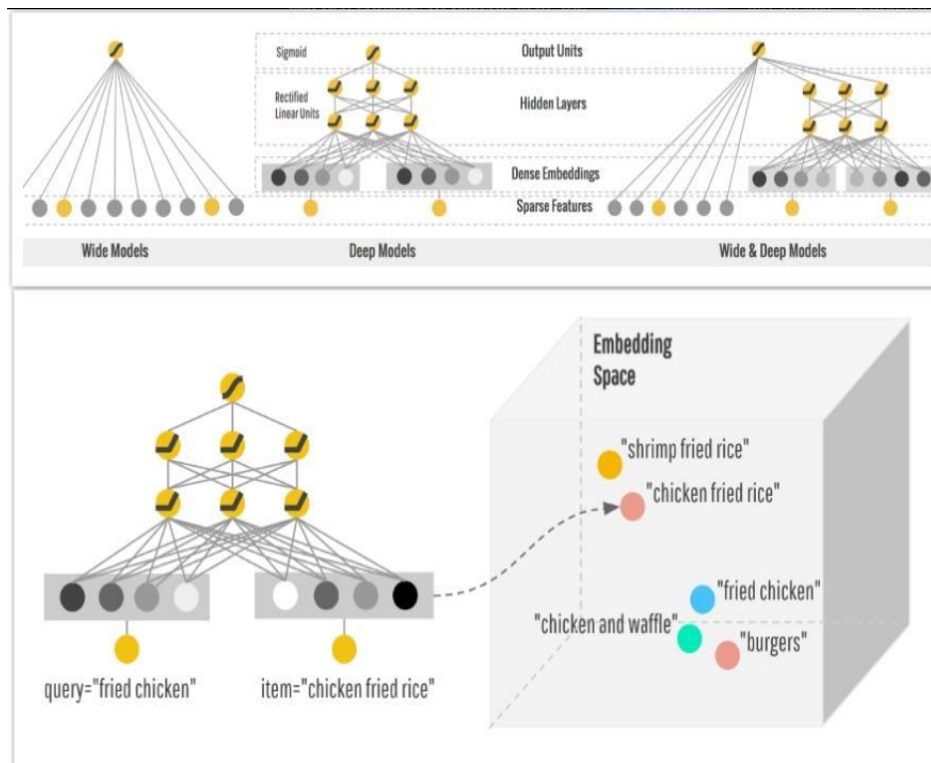 Sigmoid
Output Units
Rectified
Linear Units
Hidden Layers
Dense Embeddings
Sparse Features
Wide Models
Deep Models
Wide & Deep Models
Embedding
Space
"shrimp fried rice"
"chicken fried rice"
"fried chicken"
"chicken and waffle"
"burgers"
query="fried chicken"
item="chicken fried rice"